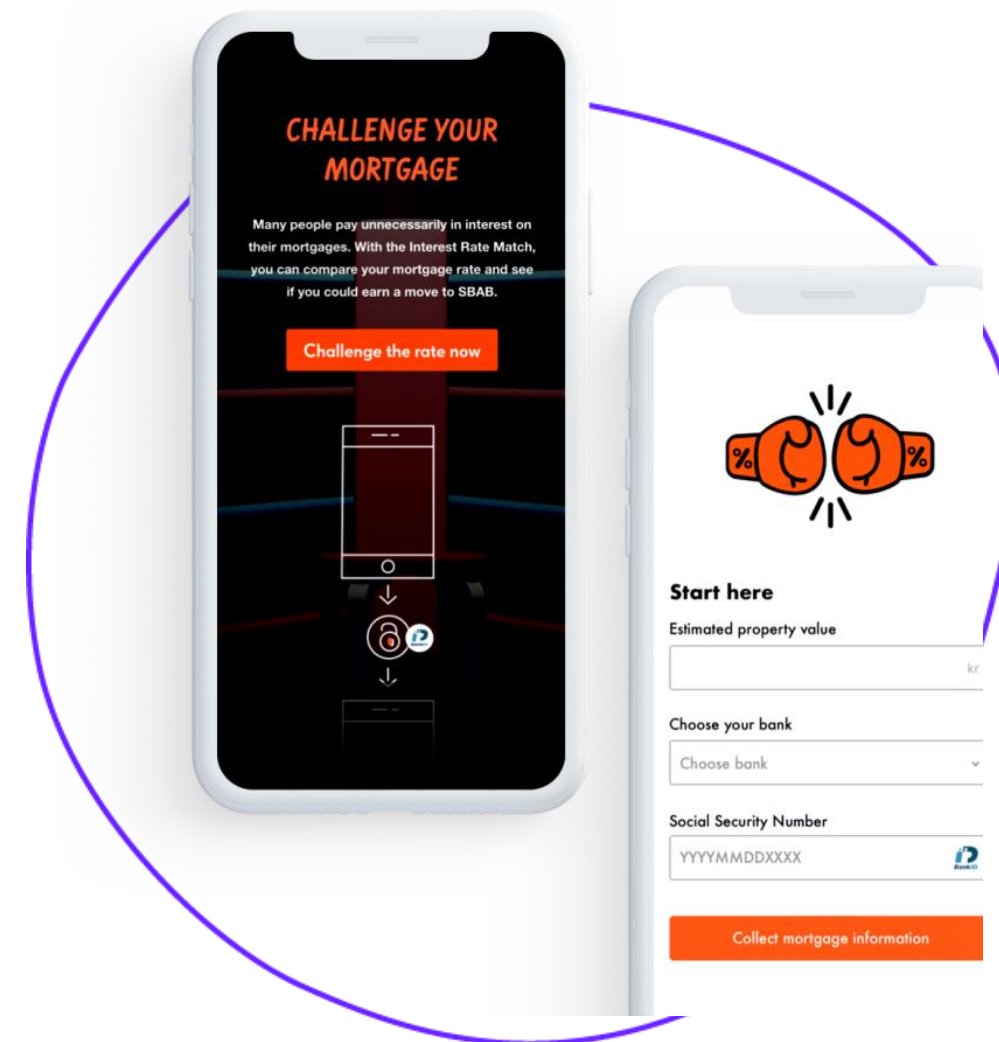 CHALLENGE YOUR
MORTGAGE
Many people pay unnecessarily in interest on
their mortgages. With the Interest Rate Match,
you can compare your mortgage rate and see
if you could earn a move to SBAB.
Challenge the rate now
% %
Start here
Estimated property value
kr
Choose your bank
Choose bank
Social Security Number
YYYYMMDDXXXX
BankID
Collect mortgage information